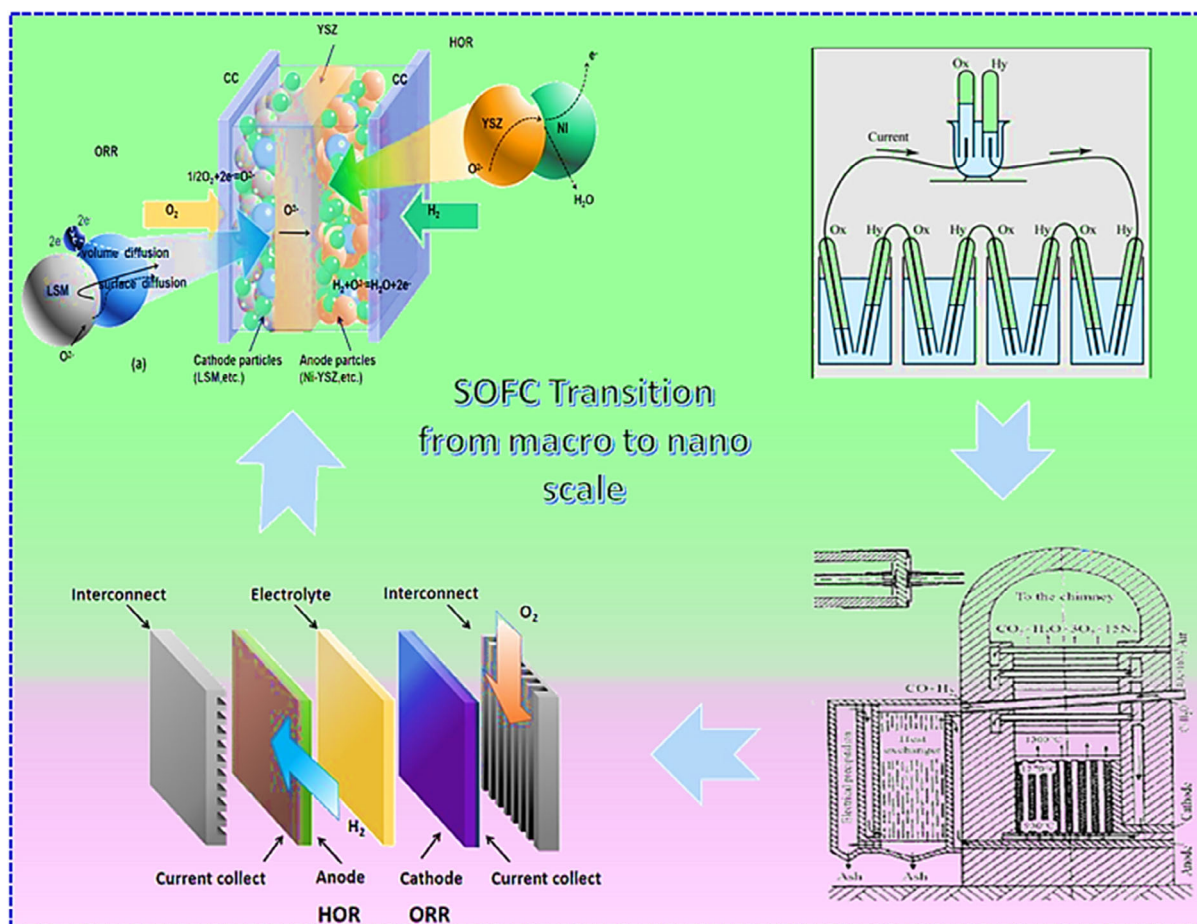 YSZ
HOR
CC
CC
ORR
1/2O₂+2e⁻=O²⁻
O₂
O²⁻
H₂
YSZ
NI
e⁻
O²⁻
H₂O
2e⁻
2e⁻
volume diffusion
surface diffusion
LSM
O²⁻
H₂+O²⁻=H₂O+2e⁻
(a)
Cathode partcles
(LSM,etc.)
Anode partcles
(Ni-YSZ,etc.)
Ox
Hy
Current
Ox
Hy
Ox
Hy
Ox
Hy
Ox
Hy
SOFC Transition
from macro to nano
scale
Interconnect
Electrolyte
Interconnect
O₂
H₂
Current collect
Anode
Cathode
Current collect
HOR
ORR
To the chimney
Air
CO+H₂
Heat
exchanger
Cathode
Anode
Ash
Ash